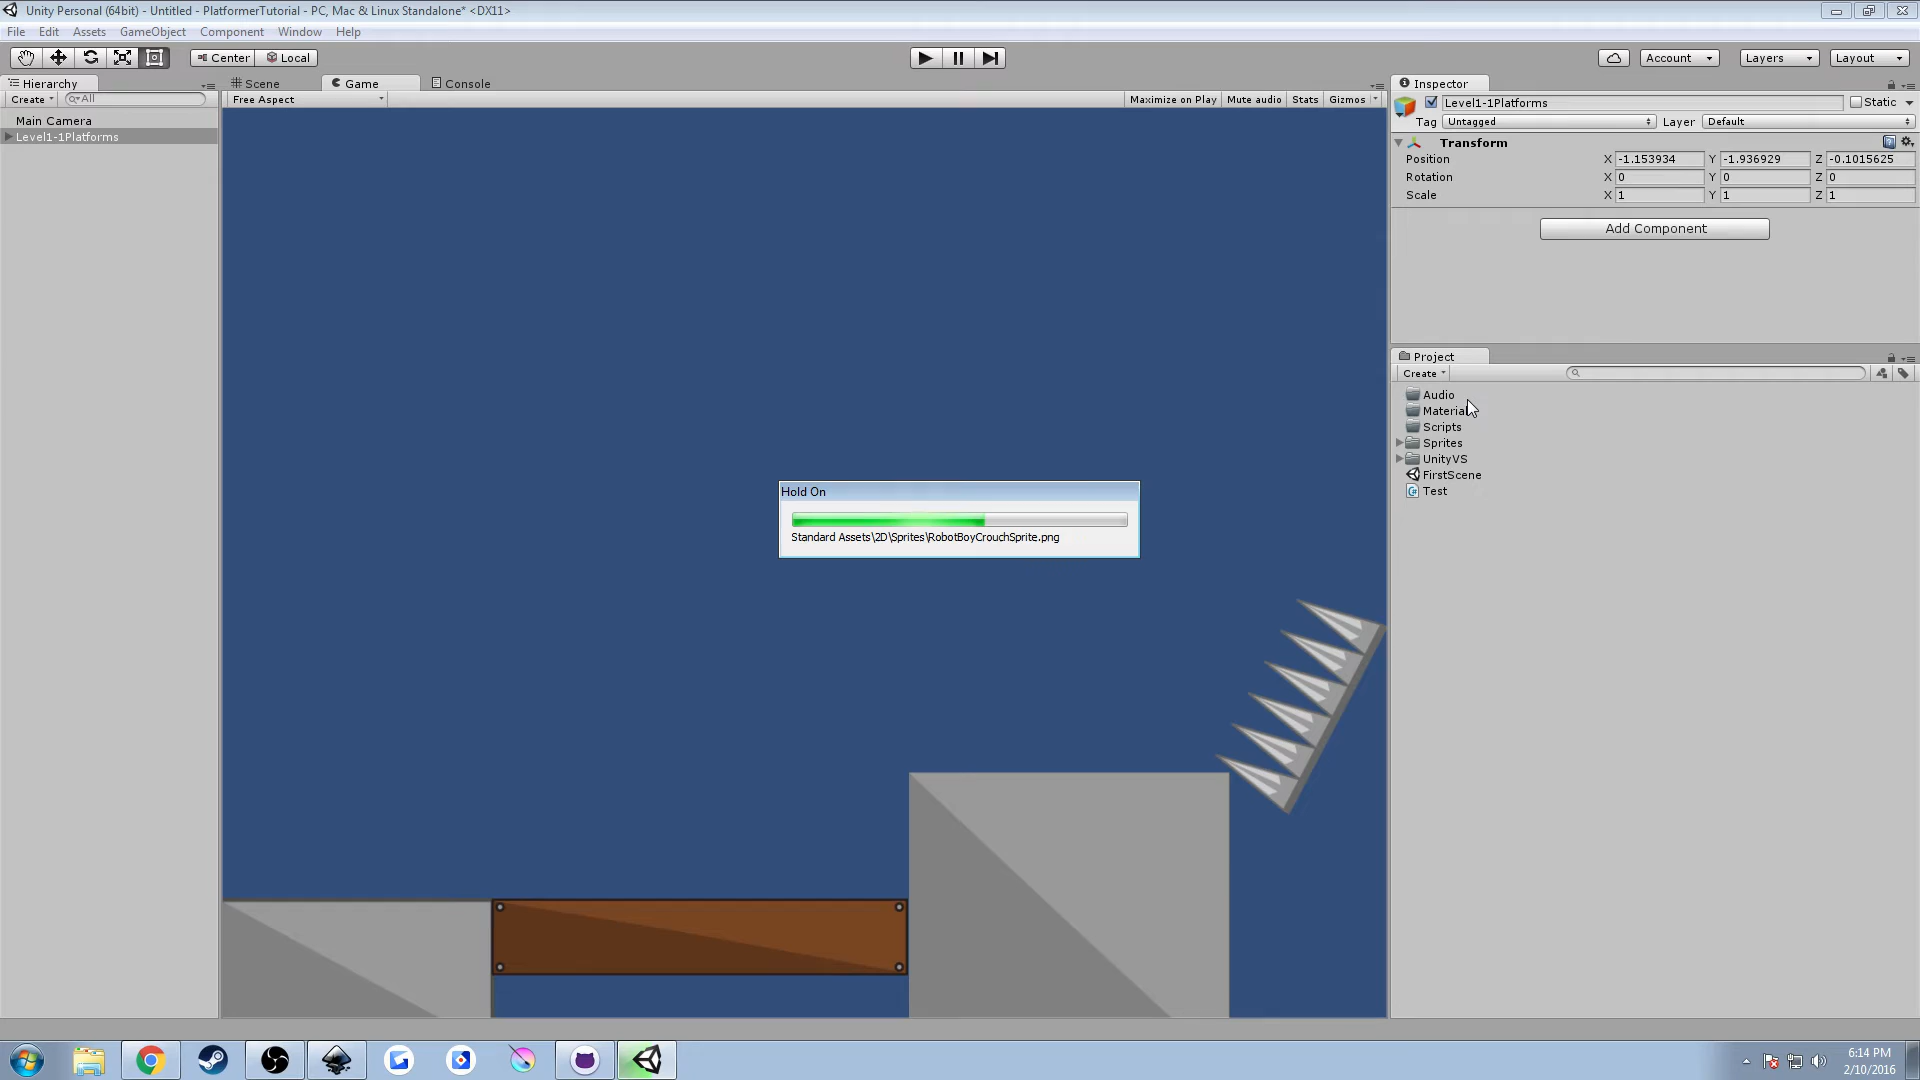 Unity Personal (64bit) - Untitled - PlatformerTutorial - PC, Mac & Linux Standalone* <DX11>
File Edit Assets GameObject Component Window Help
Center Local
Account Layers Layout
Hierarchy
Scene Game Console
Inspector
Create All
Free Aspect
Maximize on Play Mute audio Stats Gizmos
Level1-1Platforms Static
Main Camera
Level1-1Platforms
Tag Untagged Layer Default
Transform
Position X -1.153934 Y -1.936929 Z -0.1015625
Rotation X 0 Y 0 Z 0
Scale X 1 Y 1 Z 1
Add Component
Project
Create
Audio
Material
Scripts
Sprites
UnityVS
FirstScene
Test
Hold On
Standard Assets\2D\Sprites\RobotBoyCrouchSprite.png
6:14 PM
2/10/2016